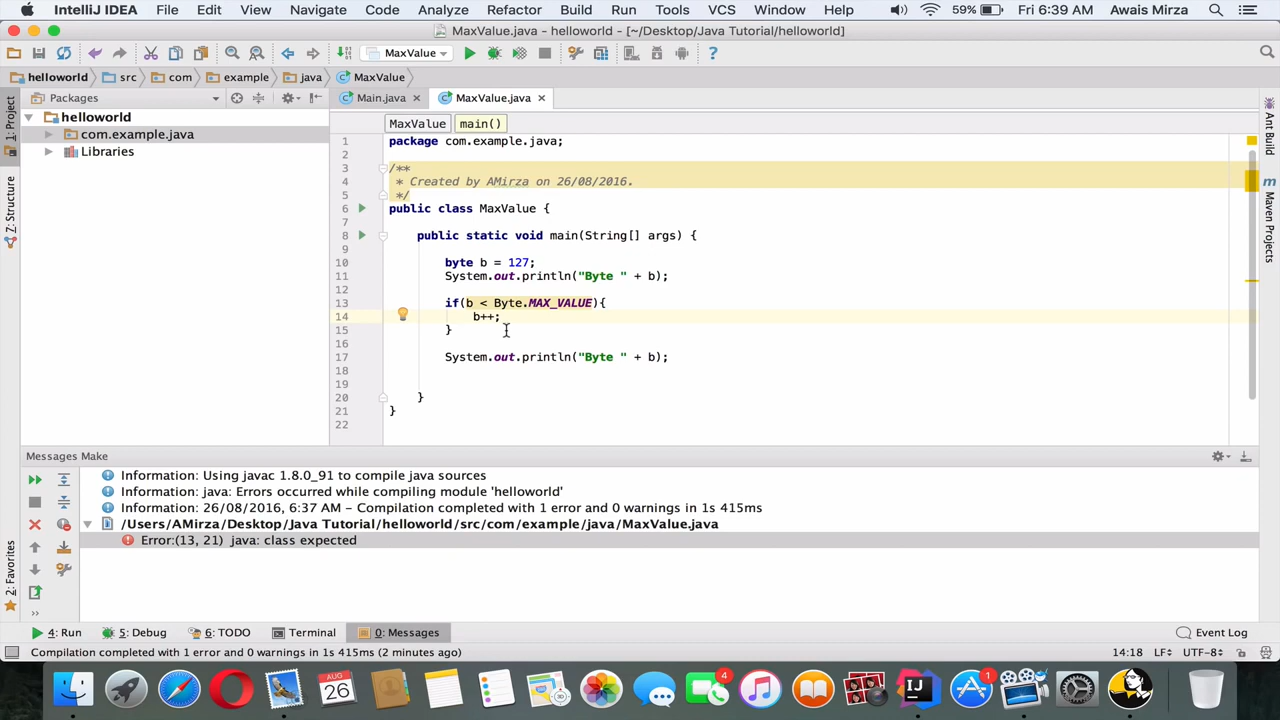 IntelliJ IDEA File Edit View Navigate Code Analyze Refactor Build Run Tools VCS Window Help 59% Fri 6:39 AM Awais Mirza
MaxValue.java - helloworld - [~/Desktop/Java Tutorial/helloworld]
MaxValue
helloworld src com example java MaxValue
Packages Main.java MaxValue.java
1: Project
Z: Structure
2: Favorites
Ant Build
Maven Projects
helloworld
com.example.java
Libraries
MaxValue main()
1 package com.example.java;
2
3 /**
4 * Created by AMirza on 26/08/2016.
5 */
6 public class MaxValue {
7
8 public static void main(String[] args) {
9
10 byte b = 127;
11 System.out.println("Byte " + b);
12
13 if(b < Byte.MAX_VALUE){
14 b++;
15 }
16
17 System.out.println("Byte " + b);
18
19
20 }
21 }
22
Messages Make
Information: Using javac 1.8.0_91 to compile java sources
Information: java: Errors occurred while compiling module 'helloworld'
Information: 26/08/2016, 6:37 AM - Compilation completed with 1 error and 0 warnings in 1s 415ms
/Users/AMirza/Desktop/Java Tutorial/helloworld/src/com/example/java/MaxValue.java
Error:(13, 21) java: class expected
4: Run 5: Debug 6: TODO Terminal 0: Messages Event Log
Compilation completed with 1 error and 0 warnings in 1s 415ms (2 minutes ago) 14:18 LF÷ UTF-8÷
AUG
26
4
1
IJ